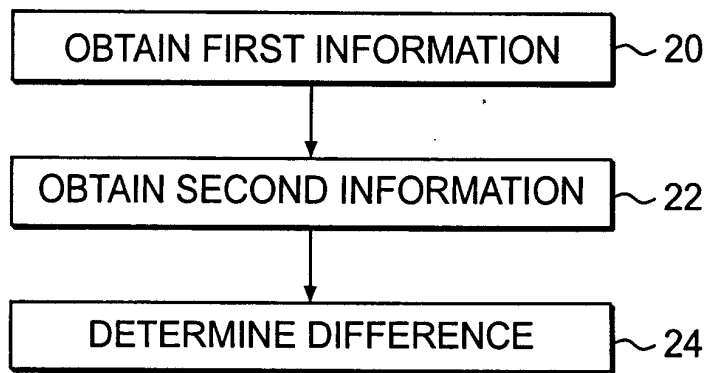 OBTAIN FIRST INFORMATION 20
OBTAIN SECOND INFORMATION 22
DETERMINE DIFFERENCE 24